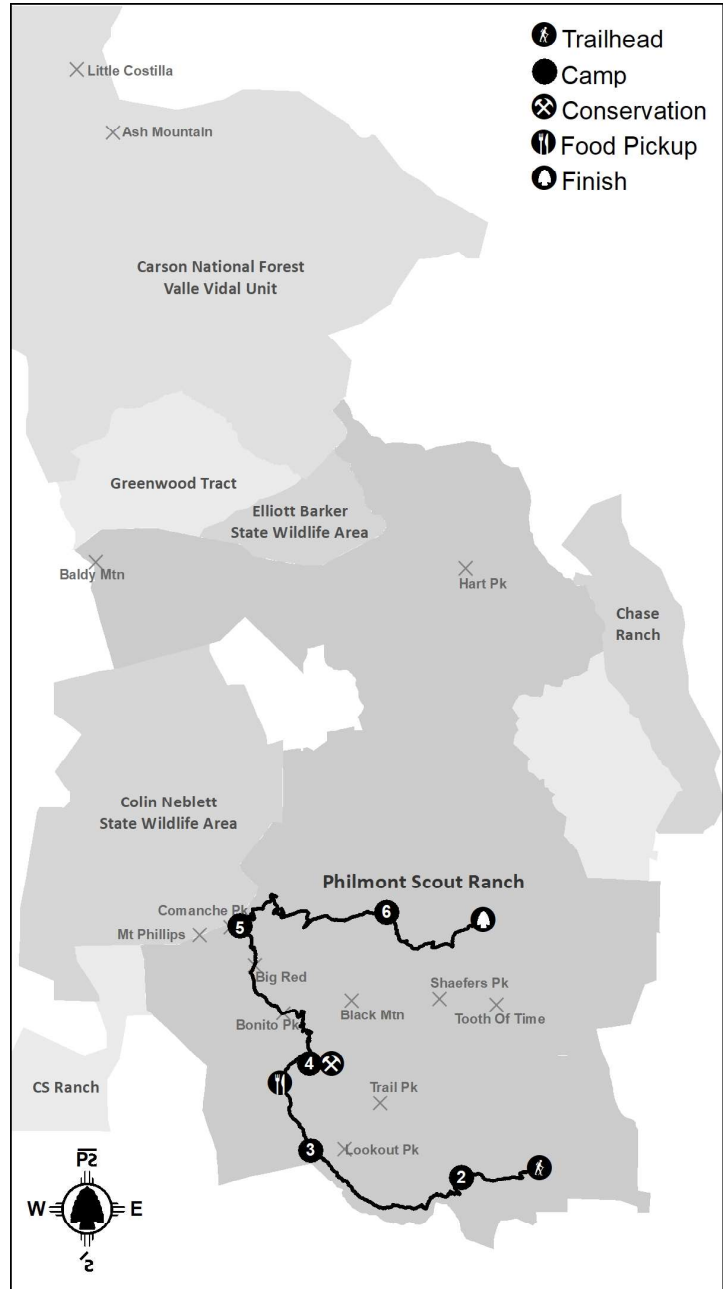 Trailhead
Camp
Conservation
Food Pickup
Finish
Little Costilla
Ash Mountain
Carson National Forest
Valle Vidal Unit
Greenwood Tract
Elliott Barker
State Wildlife Area
Baldy Mtn
Hart Pk
Chase
Ranch
Colin Neblett
State Wildlife Area
Philmont Scout Ranch
Comanche Pk
5
6
Mt Phillips
Big Red
Shaefers Pk
Black Mtn
Tooth Of Time
Bonito Pk
4
CS Ranch
Trail Pk
3
Lookout Pk
2
W
E